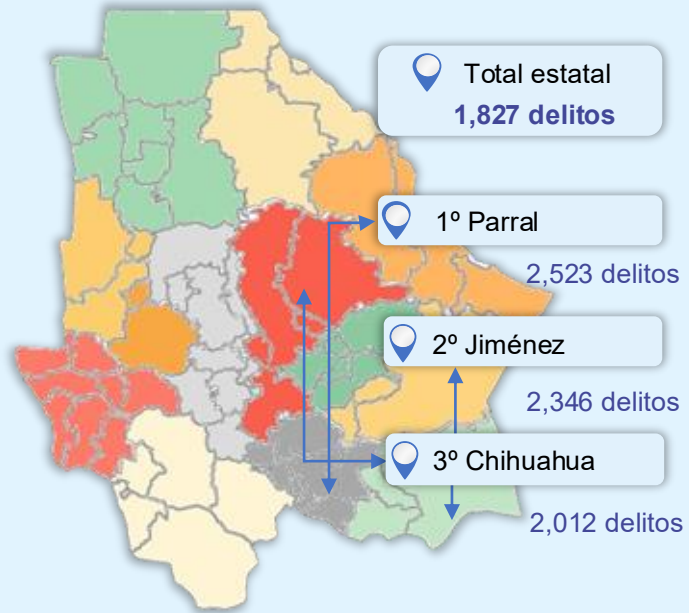 Total estatal
1,827 delitos
1º Parral
2,523 delitos
2º Jiménez
2,346 delitos
3º Chihuahua
2,012 delitos